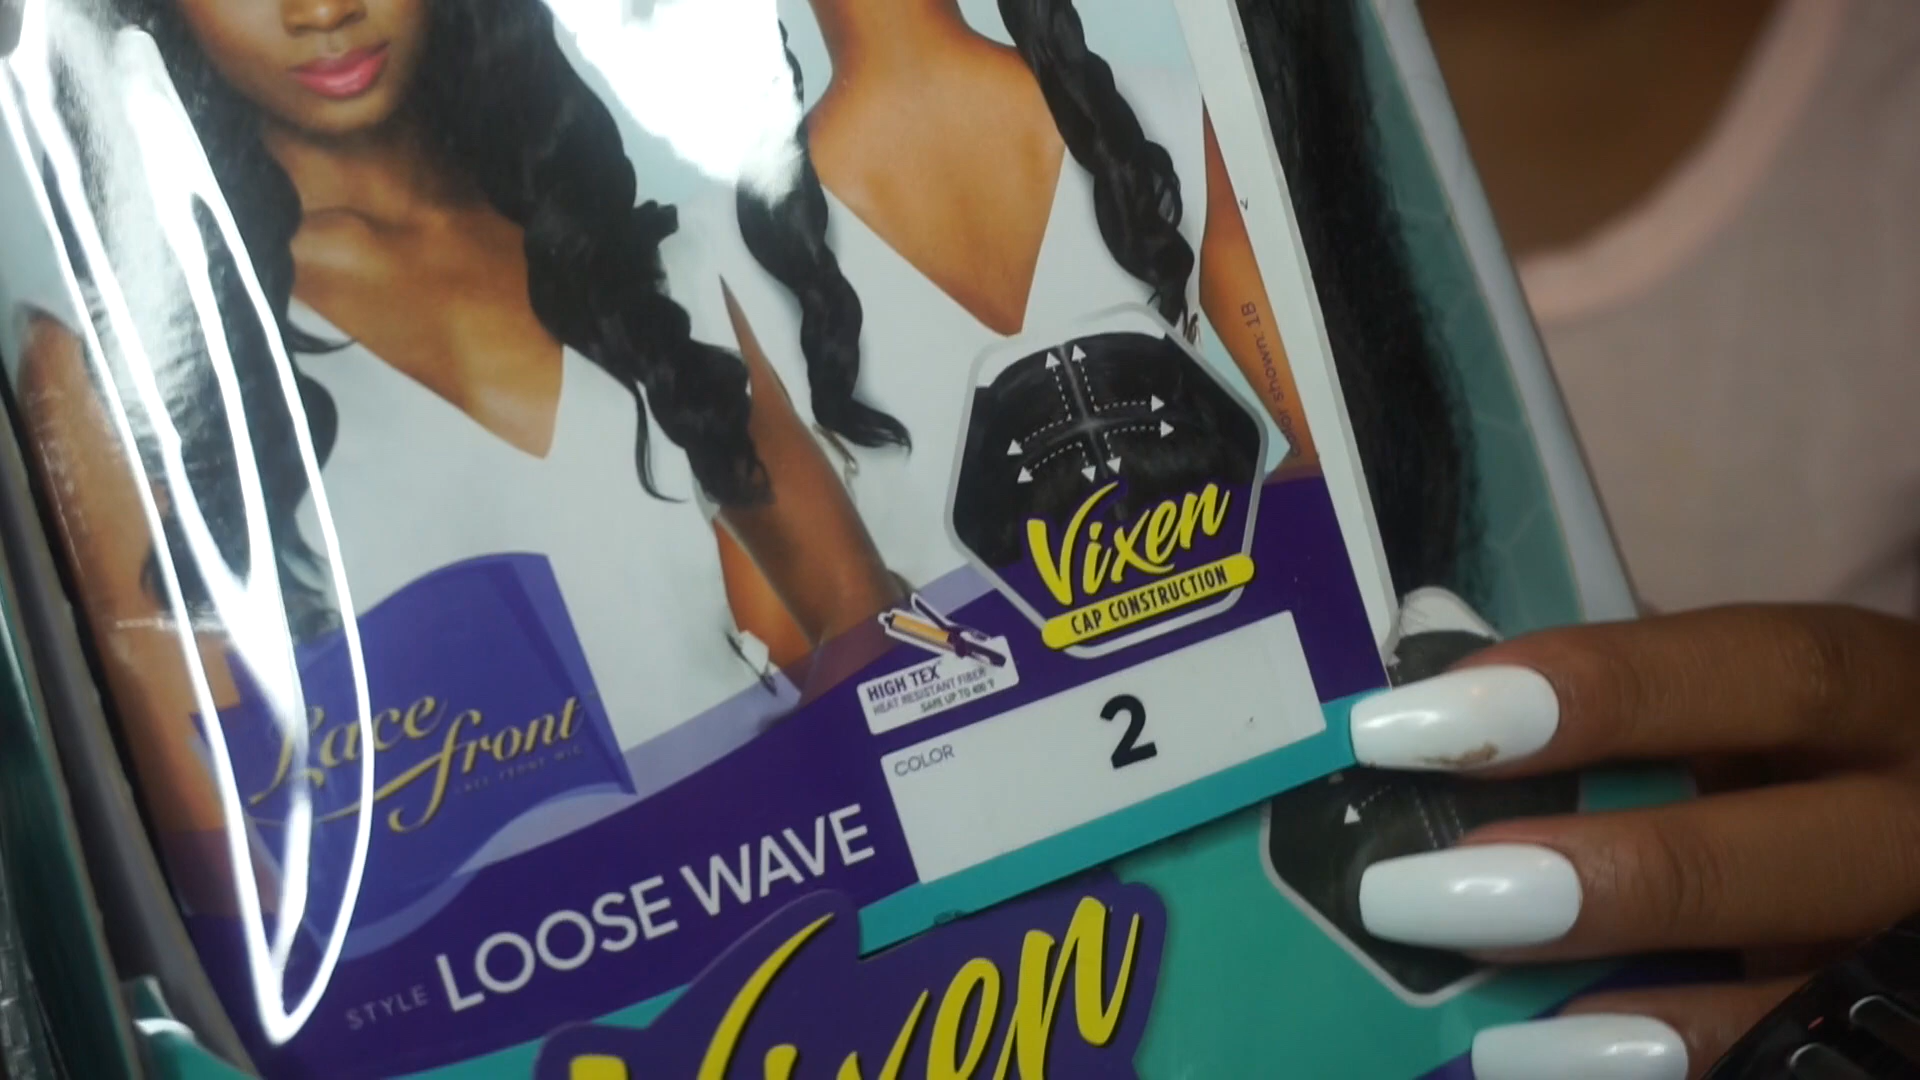 Color shown: 1B
Vixen
CAP CONSTRUCTION
HIGH TEX
HEAT RESISTANT FIBER
SAFE UP TO 400°F
Lace
front
LACE FRONT WIG
COLOR
2
STYLE LOOSE WAVE
Vixen